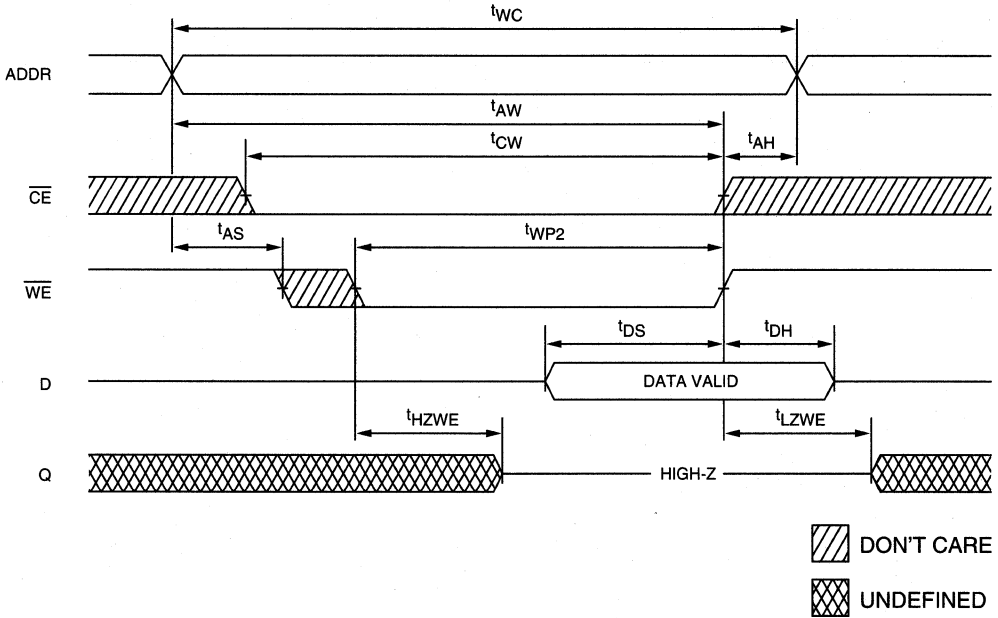 tWC
ADDR
tAW
tCW
tAH
CE
tAS
tWP2
WE
tDS
tDH
D
DATA VALID
tHZWE
tLZWE
Q
HIGH-Z
DON'T CARE
UNDEFINED